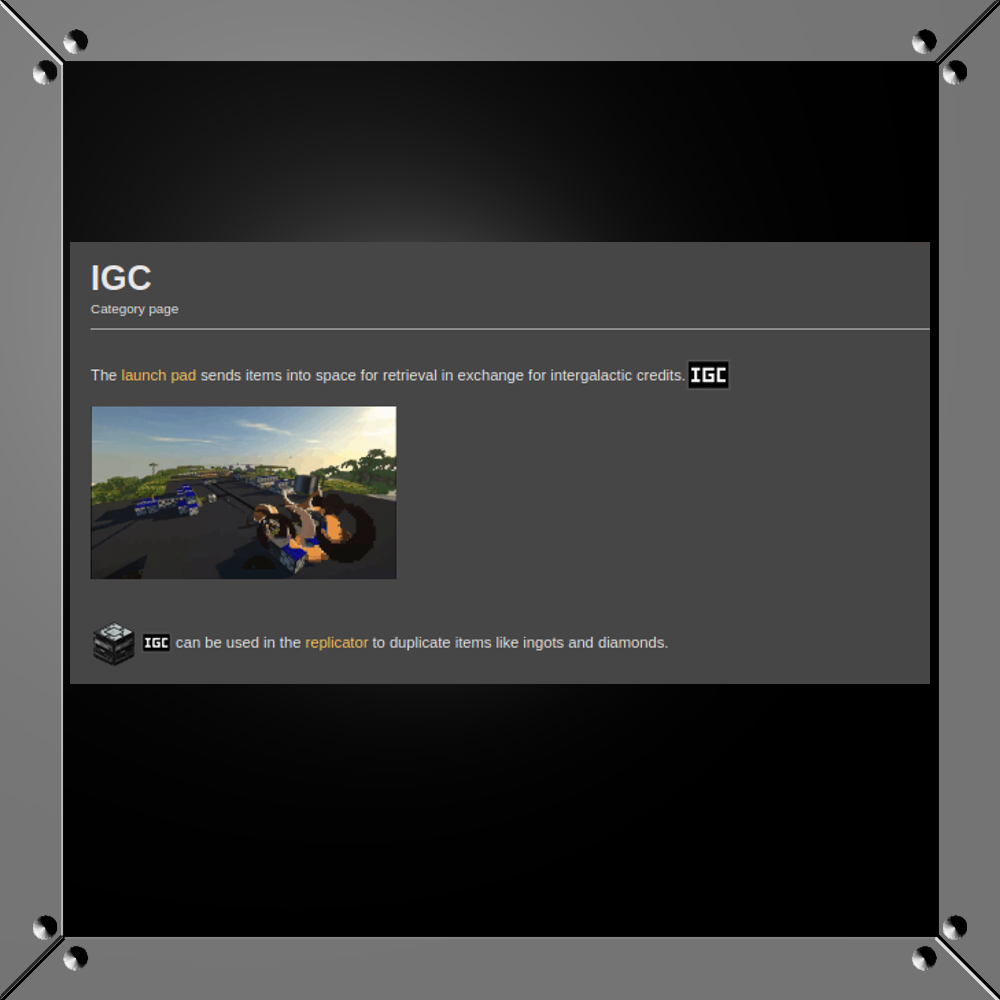 IGC
Category page
The launch pad sends items into space for retrieval in exchange for intergalactic credits. IGC
IGC can be used in the replicator to duplicate items like ingots and diamonds.